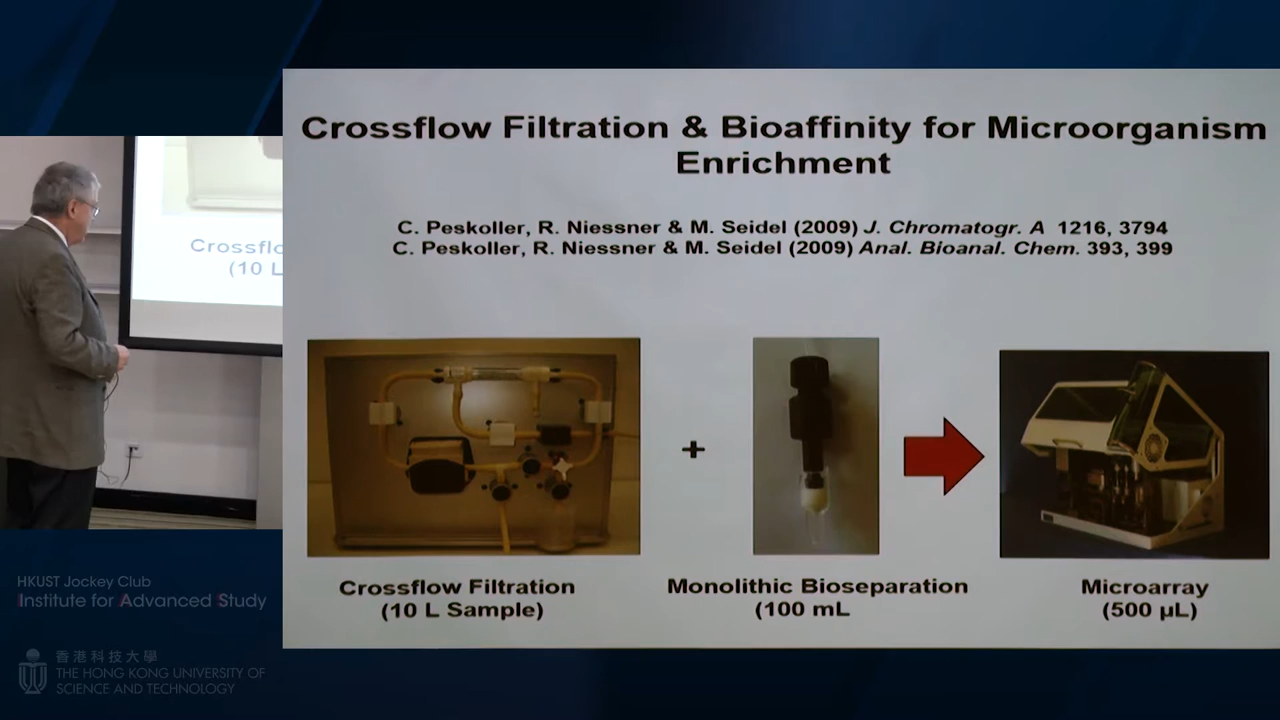 Crossflow Filtration & Bioaffinity for Microorganism
Enrichment
C. Peskoller, R. Niessner & M. Seidel (2009) J. Chromatogr. A 1216, 3794
C. Peskoller, R. Niessner & M. Seidel (2009) Anal. Bioanal. Chem. 393, 399
+
Crossflow Filtration
(10 L Sample)
Monolithic Bioseparation
(100 mL
Microarray
(500 µL)
Crossflo
(10 L
HKUST Jockey Club
Institute for Advanced Study
香港科技大學
THE HONG KONG UNIVERSITY OF
SCIENCE AND TECHNOLOGY